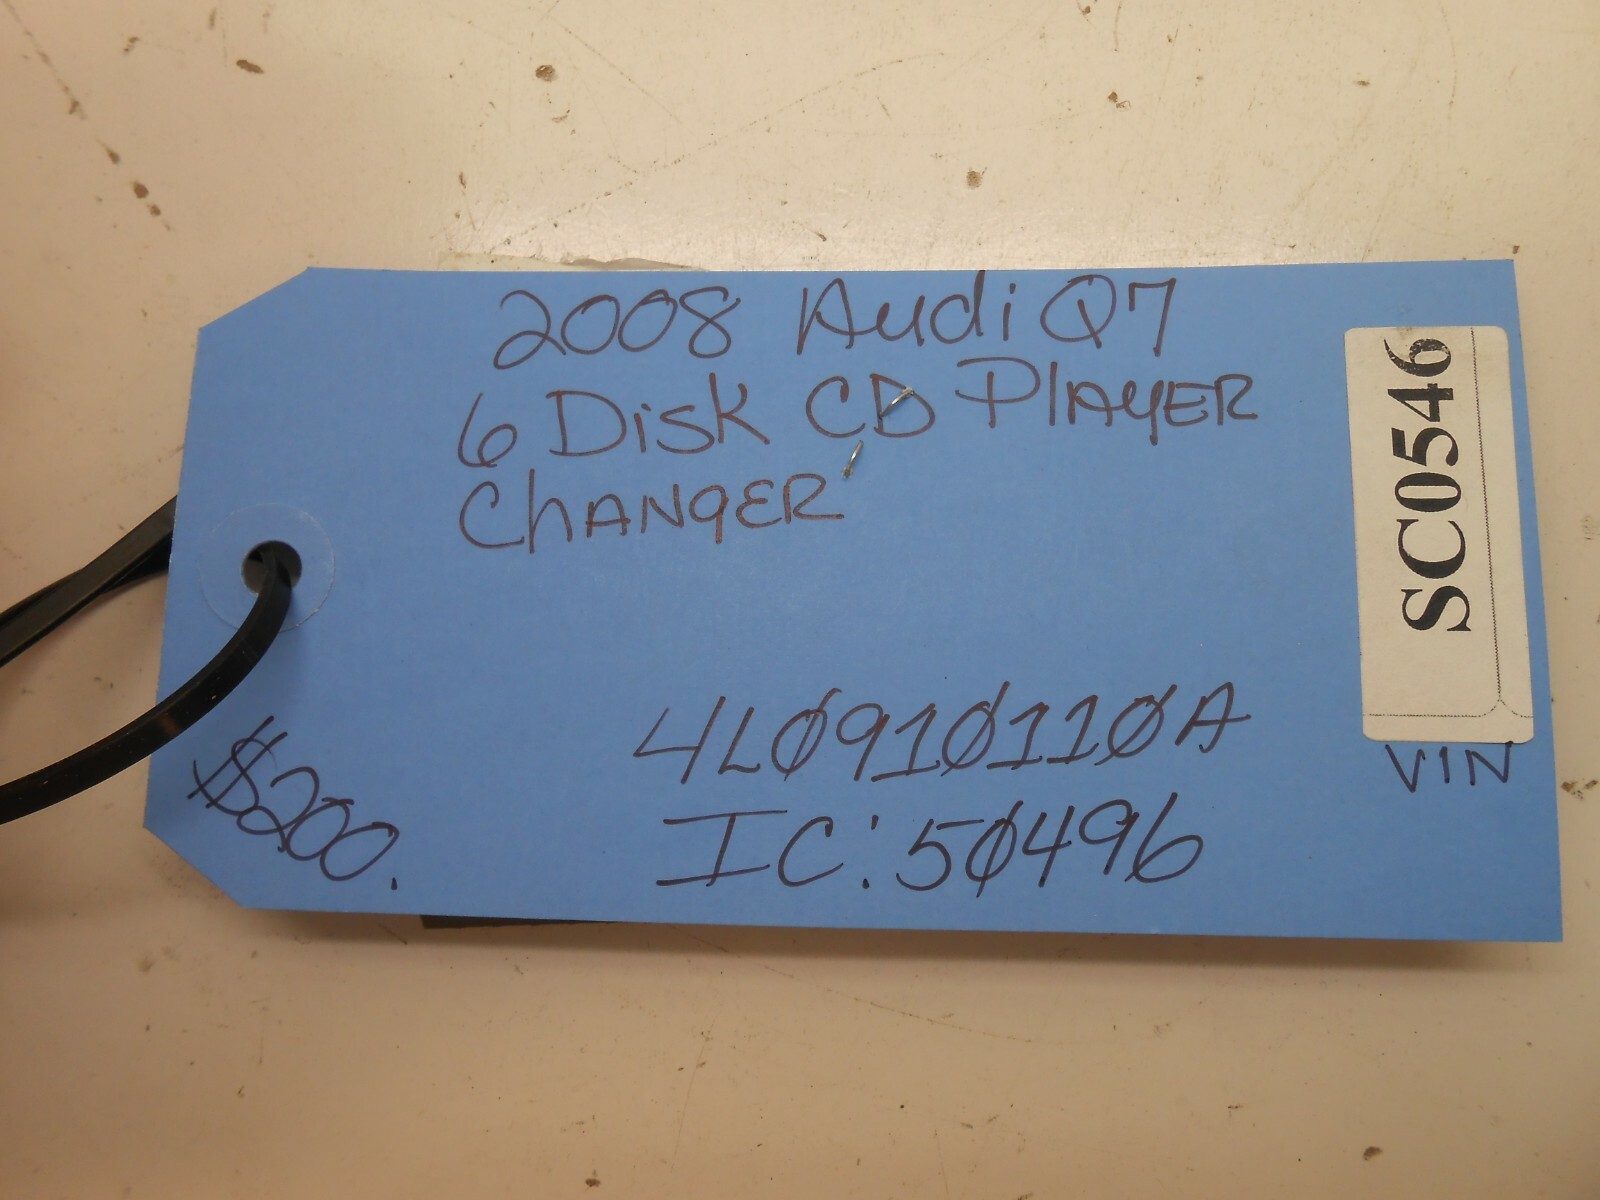 2008 Audi Q7
6 Disk CD PlAyER
ChANgER
SC0546
VIN
4L0910110A
IC: 50496
$200.